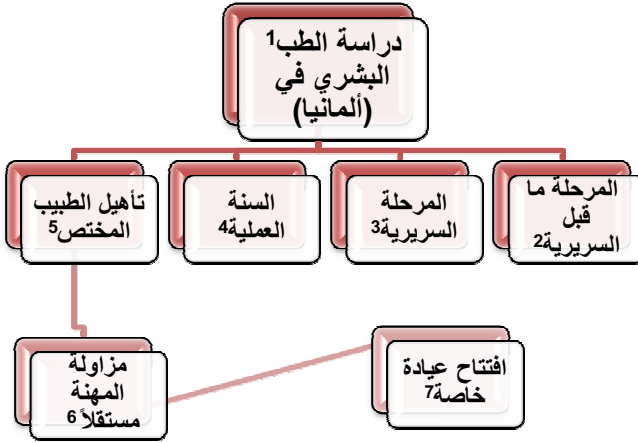 دراسة الطب¹
البشري في
(ألمانيا)
المرحلة ما
قبل
السريرية²
المرحلة
السريرية³
السنة
العملية⁴
تأهيل الطبيب
المختص⁵
مزاولة
المهنة
مستقلاً ⁶
افتتاح عيادة
خاصة⁷